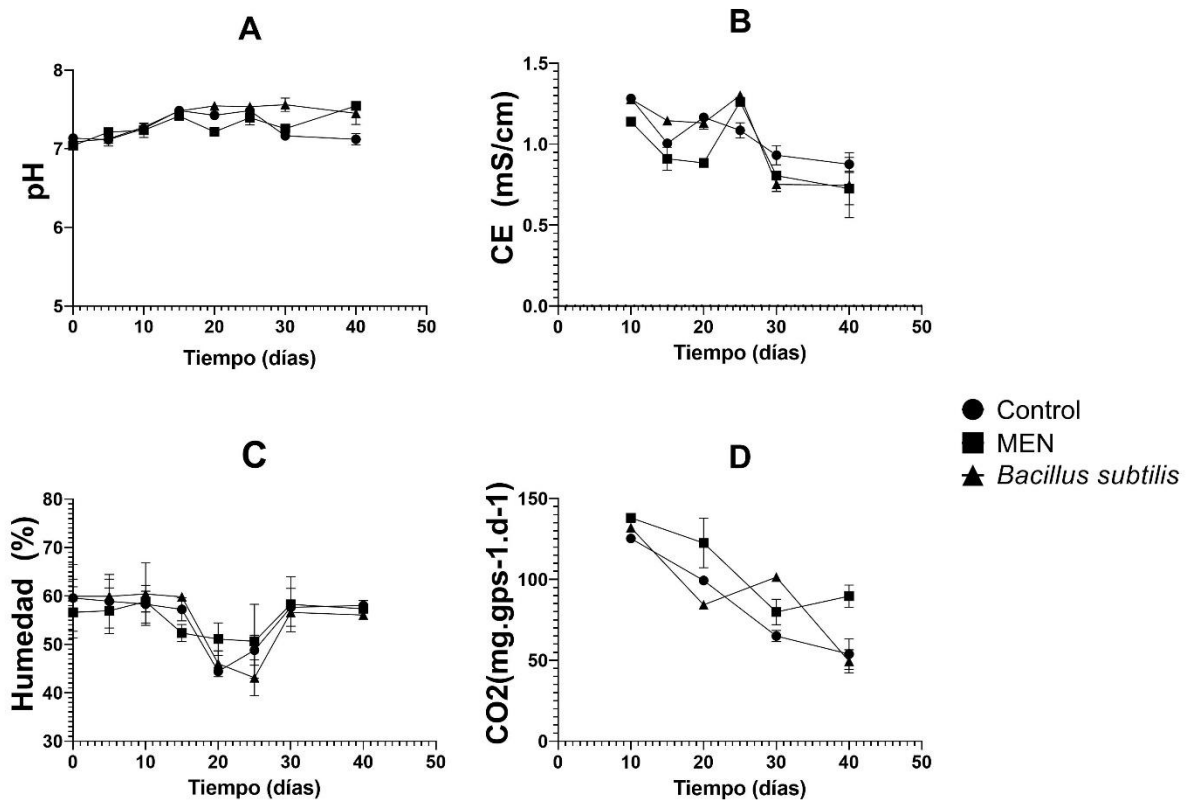 A
pH
8
7
6
5
0
10
20
30
40
50
Tiempo (días)
B
CE (mS/cm)
1.5
1.0
0.5
0.0
0
10
20
30
40
50
Tiempo (días)
C
Humedad (%)
80
70
60
50
40
30
0
10
20
30
40
50
Tiempo (días)
D
CO2(mg.gps-1.d-1)
150
100
50
0
0
10
20
30
40
50
Tiempo (días)
Control
MEN
Bacillus subtilis